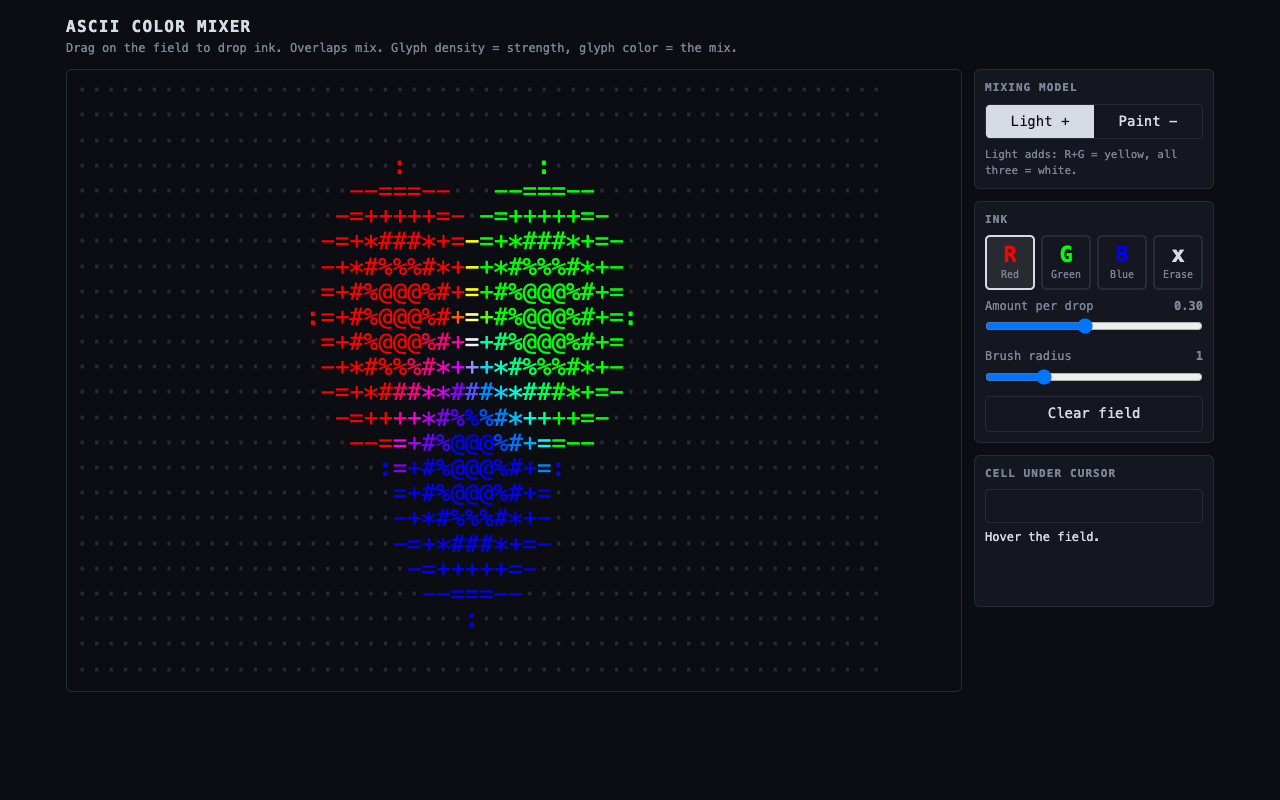 ASCII COLOR MIXER
Drag on the field to drop ink. Overlaps mix. Glyph density = strength, glyph color = the mix.
: :
--===-- --===--
-=+++++=- -=+++++=-
-=+*###*+=-=+*###*+=-
-+*#%%%#*+-+*#%%%#*+-
=+#%@@@%#+=+#%@@@%#+=
:=+#%@@@%#+=+#%@@@%#+=:
=+#%@@@%#+=+#%@@@%#+=
-+*#%%%#*+++*#%%%#*+-
-=+*###**###**###*+=-
-=++++*#%%%#*++++=-
--==+#%@@@%#+==--
:=+#%@@@%#+=:
=+#%@@@%#+=
-+*#%%%#*+-
-=+*###*+=-
-=+++++=-
--===--
:
MIXING MODEL
Light +
Paint −
Light adds: R+G = yellow, all
three = white.
INK
R G B x
Red Green Blue Erase
Amount per drop 0.30
Brush radius 1
Clear field
CELL UNDER CURSOR
Hover the field.